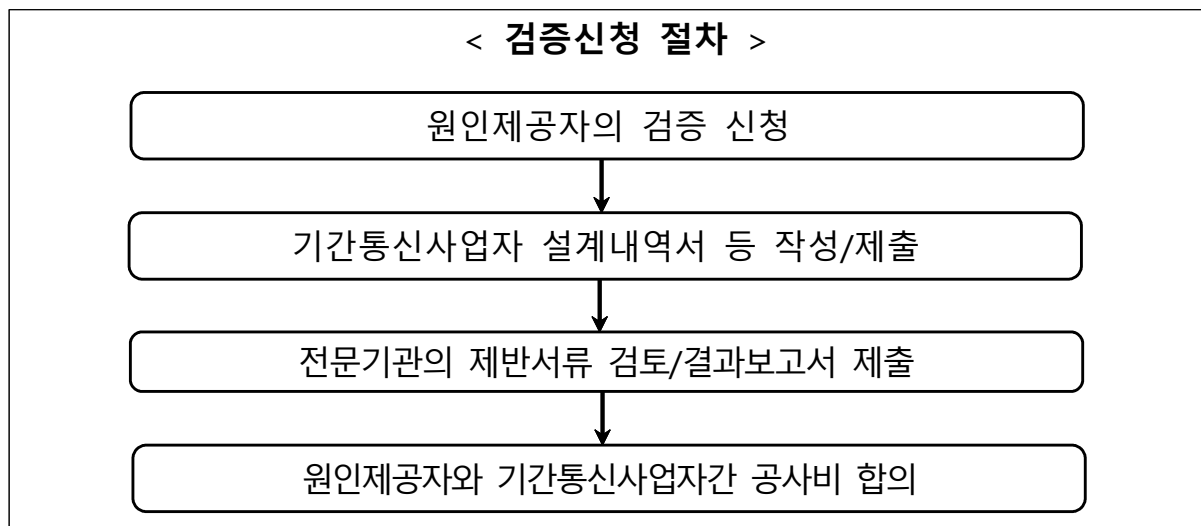 < 검증신청 절차 >
원인제공자의 검증 신청
기간통신사업자 설계내역서 등 작성/제출
전문기관의 제반서류 검토/결과보고서 제출
원인제공자와 기간통신사업자간 공사비 합의